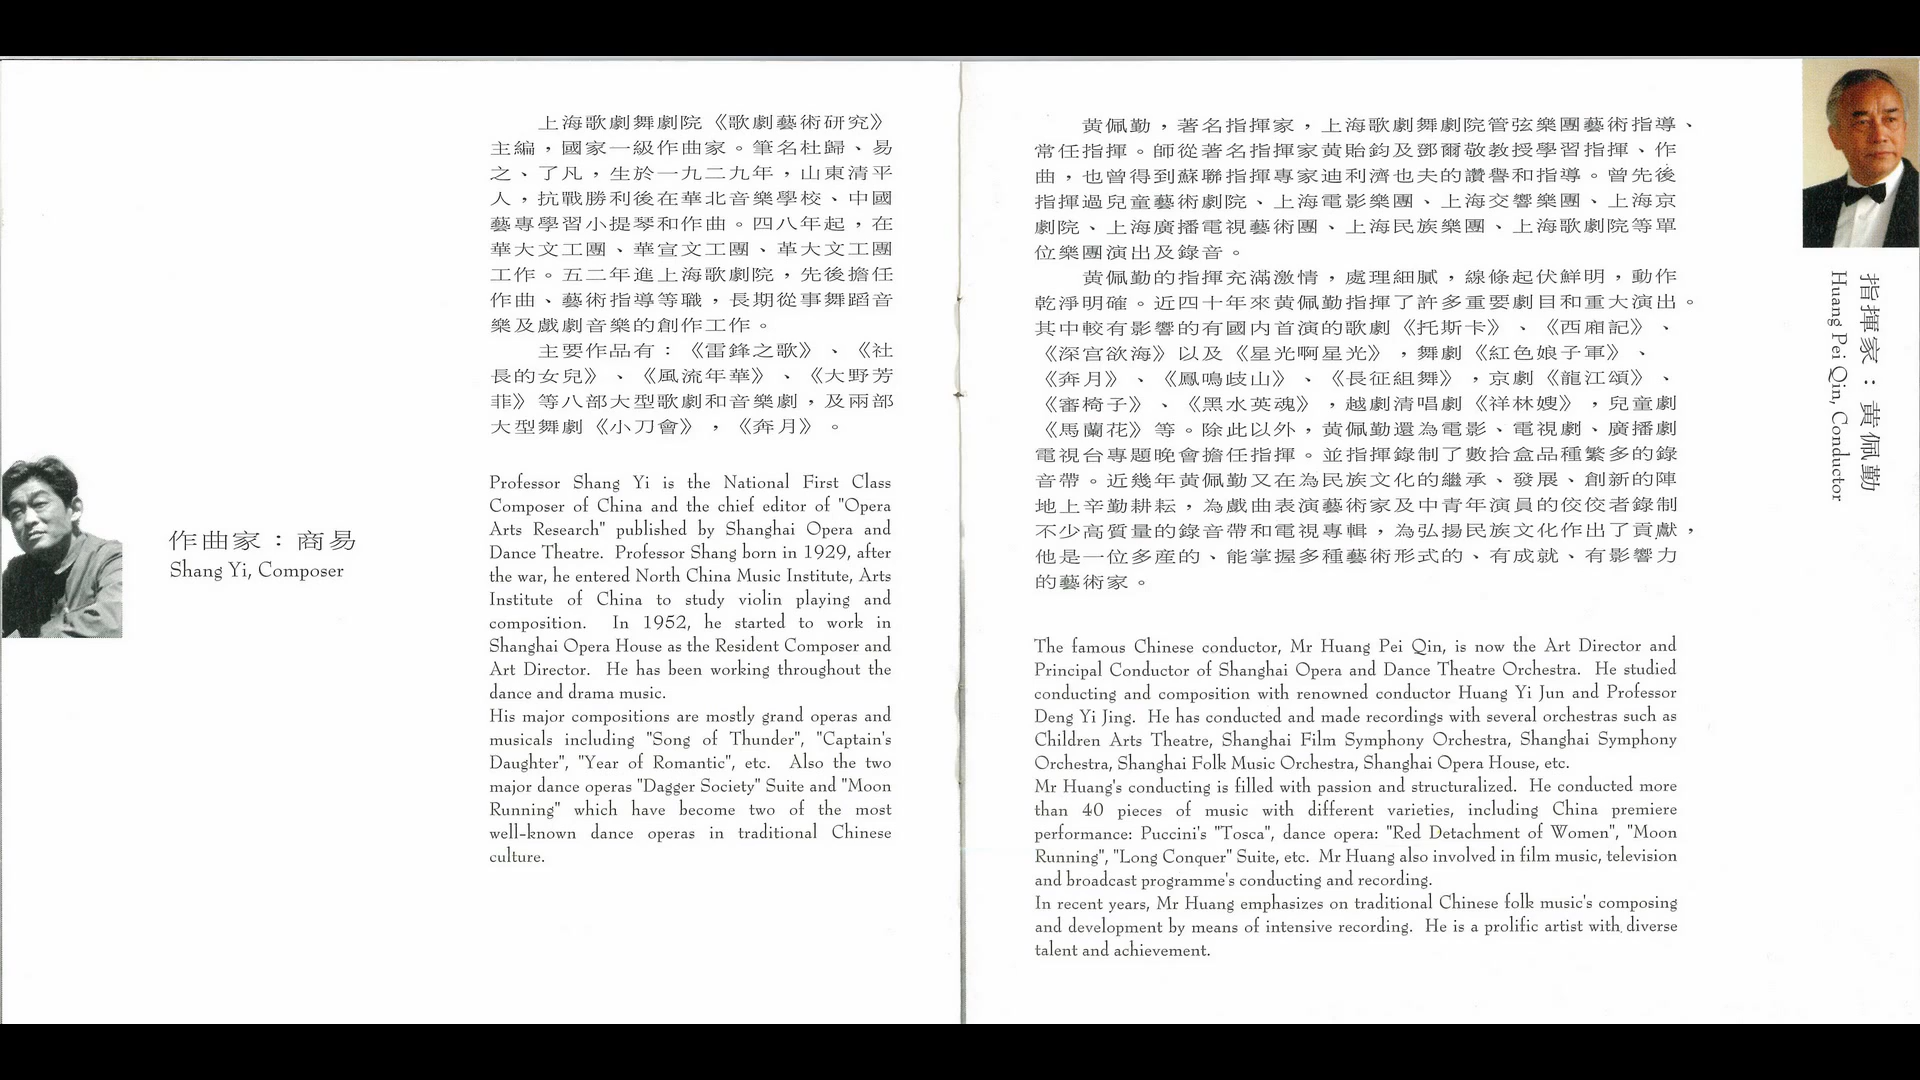 作曲家：商易
Shang Yi, Composer
上海歌劇舞劇院《歌劇藝術研究》
主編，國家一級作曲家。筆名杜歸、易
之、了凡，生於一九二九年，山東清平
人，抗戰勝利後在華北音樂學校、中國
藝專學習小提琴和作曲。四八年起，在
華大文工團、華宣文工團、革大文工團
工作。五二年進上海歌劇院，先後擔任
作曲、藝術指導等職，長期從事舞蹈音
樂及戲劇音樂的創作工作。
主要作品有：《雷鋒之歌》、《社
長的女兒》、《風流年華》、《大野芳
菲》等八部大型歌劇和音樂劇，及兩部
大型舞劇《小刀會》，《奔月》。
Professor Shang Yi is the National First Class
Composer of China and the chief editor of "Opera
Arts Research" published by Shanghai Opera and
Dance Theatre. Professor Shang born in 1929, after
the war, he entered North China Music Institute, Arts
Institute of China to study violin playing and
composition. In 1952, he started to work in
Shanghai Opera House as the Resident Composer and
Art Director. He has been working throughout the
dance and drama music.
His major compositions are mostly grand operas and
musicals including "Song of Thunder", "Captain's
Daughter", "Year of Romantic", etc. Also the two
major dance operas "Dagger Society" Suite and "Moon
Running" which have become two of the most
well-known dance operas in traditional Chinese
culture.
黃佩勤，著名指揮家，上海歌劇舞劇院管弦樂團藝術指導、
常任指揮。師從著名指揮家黃貽鈞及鄧爾敬教授學習指揮、作
曲，也曾得到蘇聯指揮專家迪利濟也夫的讚譽和指導。曾先後
指揮過兒童藝術劇院、上海電影樂團、上海交響樂團、上海京
劇院、上海廣播電視藝術團、上海民族樂團、上海歌劇院等單
位樂團演出及錄音。
黃佩勤的指揮充滿激情，處理細膩，線條起伏鮮明，動作
乾淨明確。近四十年來黃佩勤指揮了許多重要劇目和重大演出。
其中較有影響的有國內首演的歌劇《托斯卡》、《西廂記》、
《深宮欲海》以及《星光啊星光》，舞劇《紅色娘子軍》、
《奔月》、《鳳鳴歧山》、《長征組舞》，京劇《龍江頌》、
《審椅子》、《黑水英魂》，越劇清唱劇《祥林嫂》，兒童劇
《馬蘭花》等。除此以外，黃佩勤還為電影、電視劇、廣播劇
電視台專題晚會擔任指揮。並指揮錄制了數拾盒品種繁多的錄
音帶。近幾年黃佩勤又在為民族文化的繼承、發展、創新的陣
地上辛勤耕耘，為戲曲表演藝術家及中青年演員的佼佼者錄制
不少高質量的錄音帶和電視專輯，為弘揚民族文化作出了貢獻，
他是一位多産的、能掌握多種藝術形式的、有成就、有影響力
的藝術家。
The famous Chinese conductor, Mr Huang Pei Qin, is now the Art Director and
Principal Conductor of Shanghai Opera and Dance Theatre Orchestra. He studied
conducting and composition with renowned conductor Huang Yi Jun and Professor
Deng Yi Jing. He has conducted and made recordings with several orchestras such as
Children Arts Theatre, Shanghai Film Symphony Orchestra, Shanghai Symphony
Orchestra, Shanghai Folk Music Orchestra, Shanghai Opera House, etc.
Mr Huang's conducting is filled with passion and structuralized. He conducted more
than 40 pieces of music with different varieties, including China premiere
performance: Puccini's "Tosca", dance opera: "Red Detachment of Women", "Moon
Running", "Long Conquer" Suite, etc. Mr Huang also involved in film music, television
and broadcast programme's conducting and recording.
In recent years, Mr Huang emphasizes on traditional Chinese folk music's composing
and development by means of intensive recording. He is a prolific artist with diverse
talent and achievement.
指揮家：黃佩勤
Huang Pei Qin, Conductor